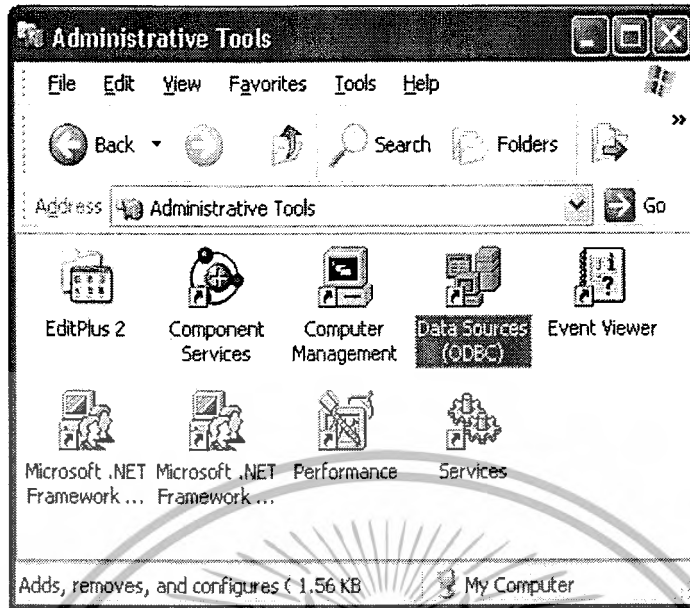 Administrative Tools
File Edit View Favorites Tools Help
Back Search Folders »
Address Administrative Tools Go
EditPlus 2 Component Services Computer Management Data Sources (ODBC) Event Viewer
Microsoft .NET Framework ... Microsoft .NET Framework ... Performance Services
Adds, removes, and configures ( 1.56 KB My Computer